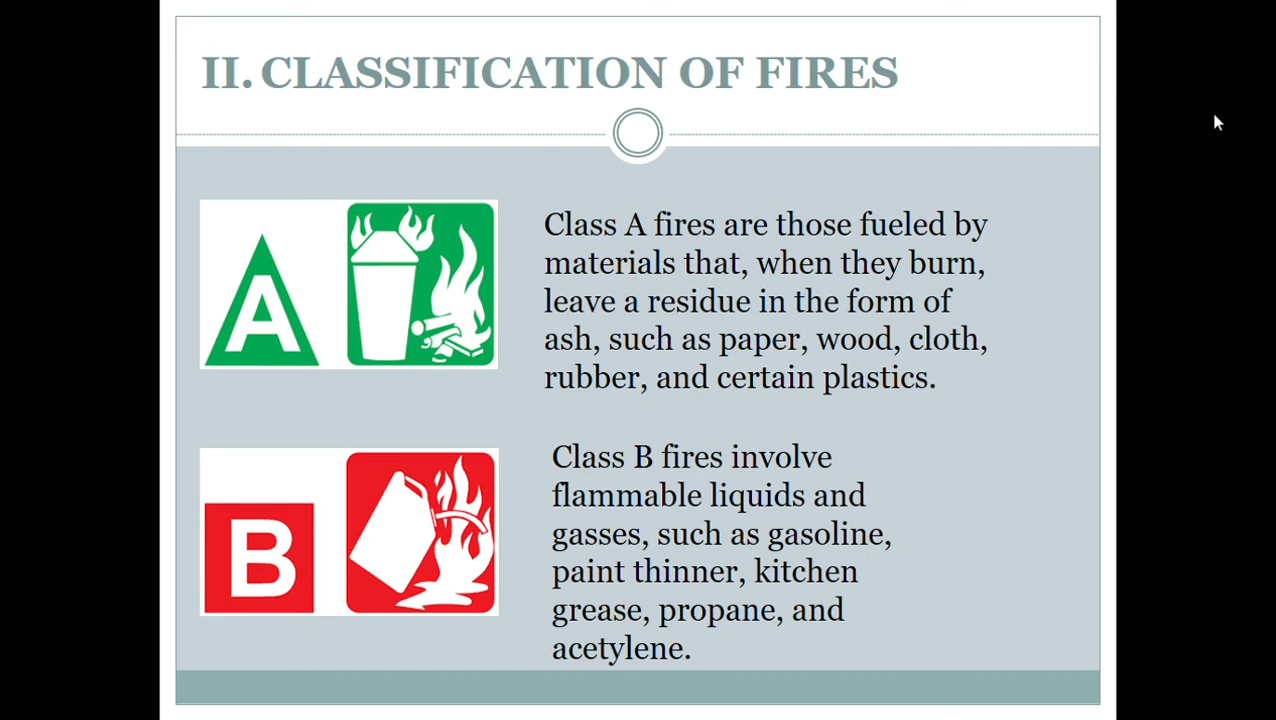 II. CLASSIFICATION OF FIRES
A
Class A fires are those fueled by
materials that, when they burn,
leave a residue in the form of
ash, such as paper, wood, cloth,
rubber, and certain plastics.
B
Class B fires involve
flammable liquids and
gasses, such as gasoline,
paint thinner, kitchen
grease, propane, and
acetylene.